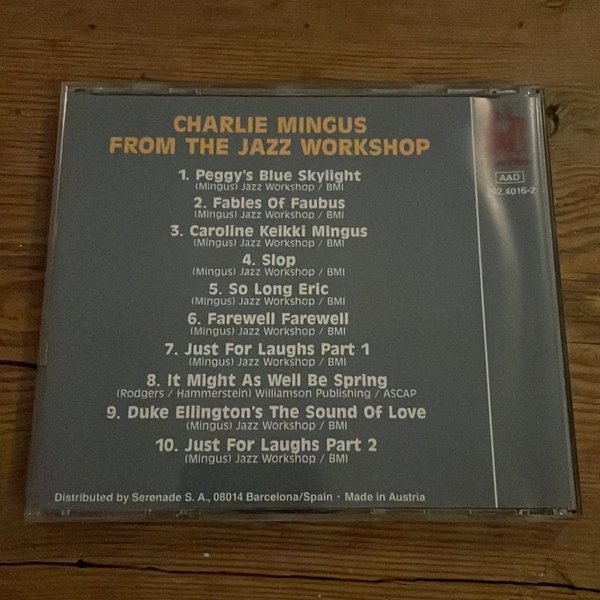 CHARLIE MINGUS
FROM THE JAZZ WORKSHOP
1. Peggy's Blue Skylight
(Mingus) Jazz Workshop / BMI
2. Fables Of Faubus
(Mingus) Jazz Workshop / BMI
3. Caroline Keikki Mingus
(Mingus) Jazz Workshop / BMI
4. Slop
(Mingus) Jazz Workshop / BMI
5. So Long Eric
(Mingus) Jazz Workshop / BMI
6. Farewell Farewell
(Mingus) Jazz Workshop / BMI
7. Just For Laughs Part 1
(Mingus) Jazz Workshop / BMI
8. It Might As Well Be Spring
(Rodgers / Hammerstein) Williamson Publishing / ASCAP
9. Duke Ellington's The Sound Of Love
(Mingus) Jazz Workshop / BMI
10. Just For Laughs Part 2
(Mingus) Jazz Workshop / BMI
Distributed by Serenade S. A., 08014 Barcelona/Spain · Made in Austria
AAD